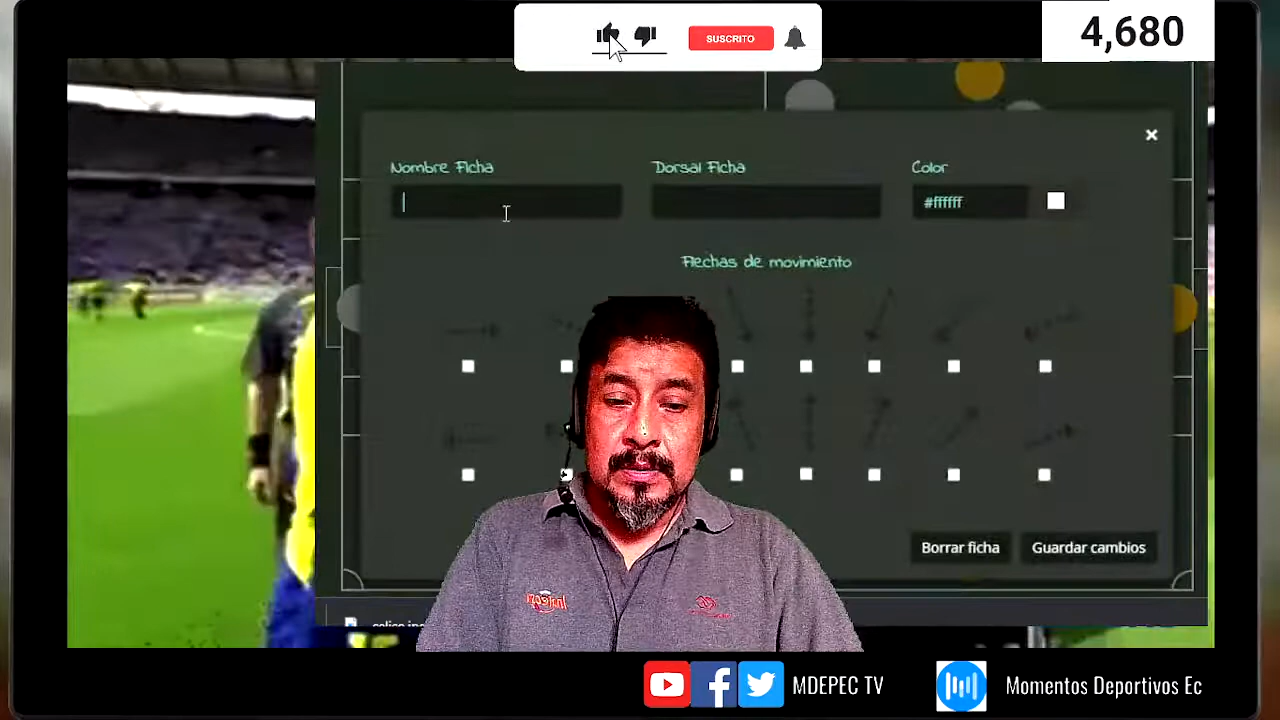 4,680
SUSCRITO
Nombre Ficha
Dorsal Ficha
Color
#ffffff
Flechas de movimiento
Borrar ficha
Guardar cambios
MDEPEC TV
Momentos Deportivos Ec